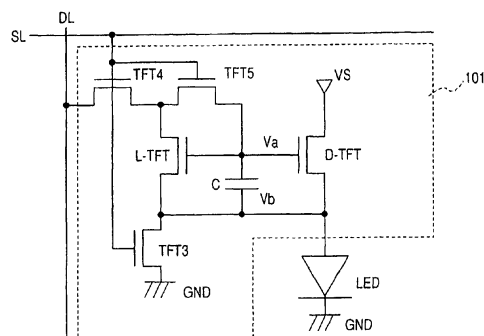 DL
SL
TFT4
TFT5
VS
101
L-TFT
Va
D-TFT
C
Vb
TFT3
GND
LED
GND